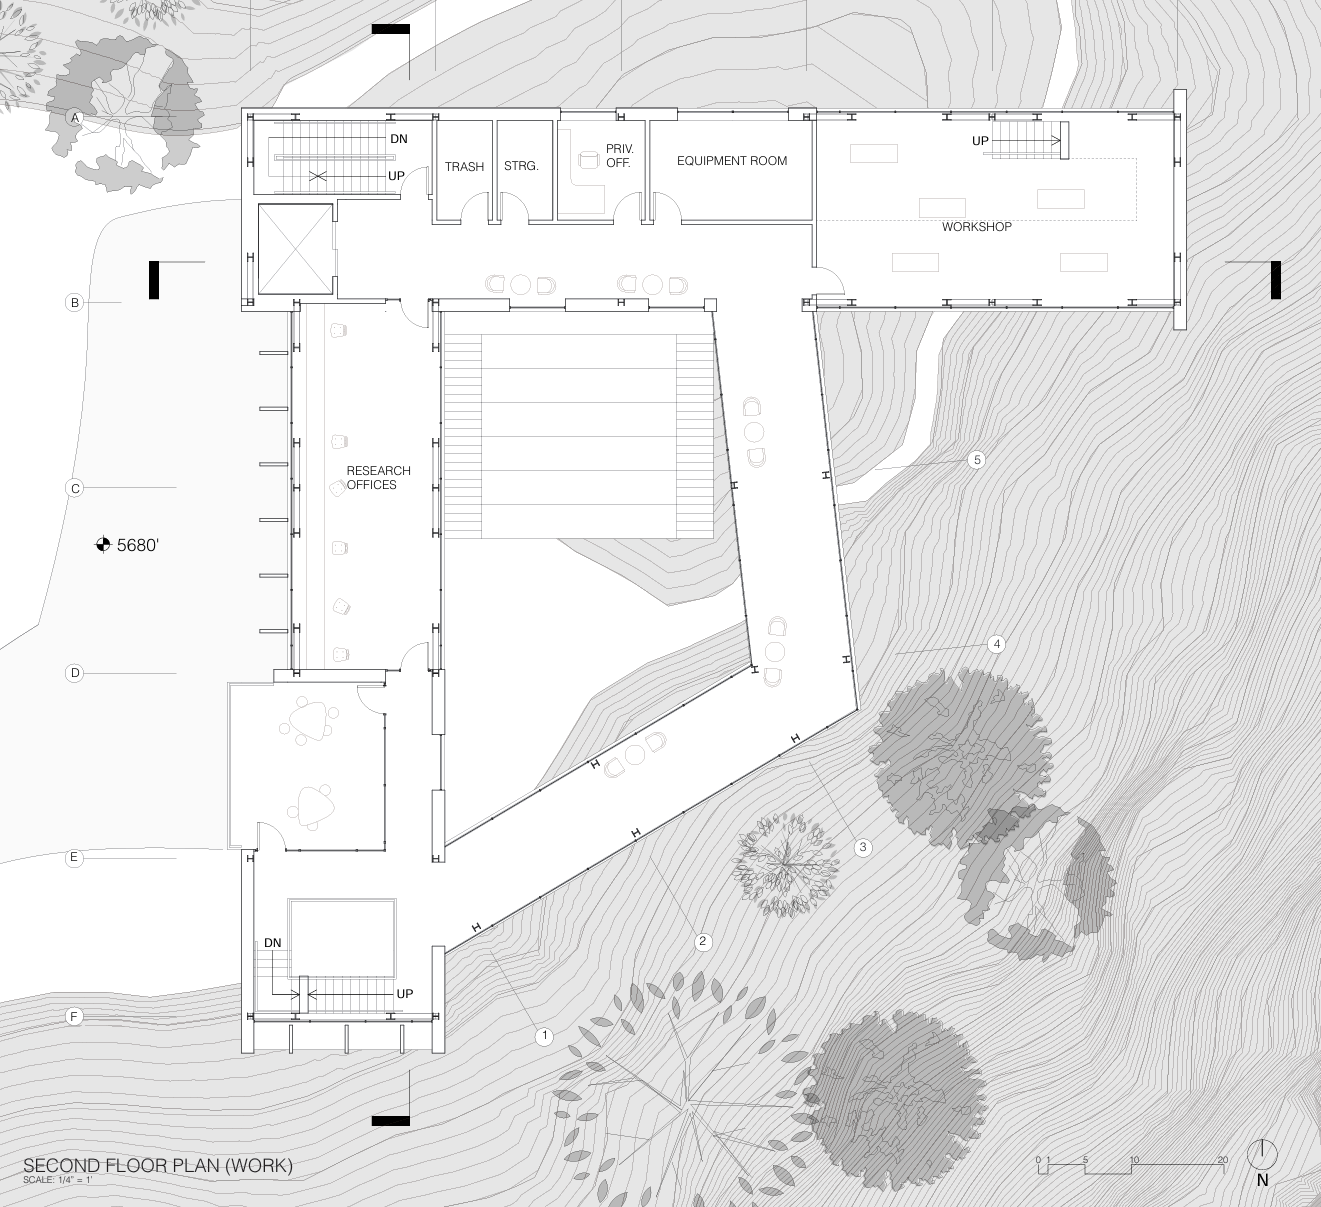 A
DN
UP
TRASH
STRG.
PRIV.
OFF.
EQUIPMENT ROOM
UP
WORKSHOP
B
RESEARCH
OFFICES
5
C
5680'
4
D
3
E
2
DN
UP
F
1
SECOND FLOOR PLAN (WORK)
SCALE: 1/4" = 1'
0 1 5 10 20
N